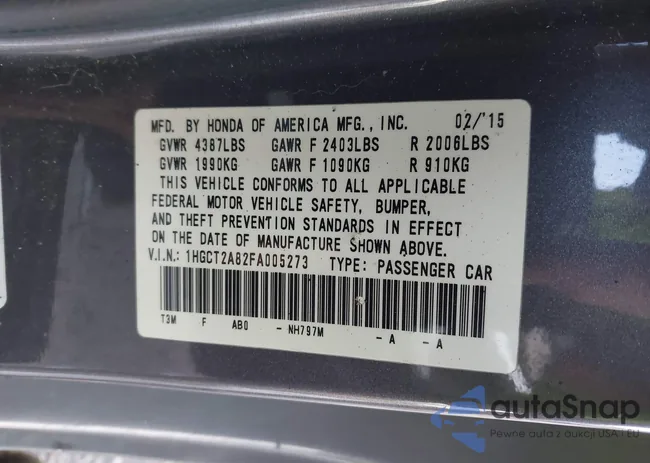 MFD. BY HONDA OF AMERICA MFG., INC. 02/'15
GVWR 4387LBS GAWR F 2403LBS R 2006LBS
GVWR 1990KG GAWR F 1090KG R 910KG
THIS VEHICLE CONFORMS TO ALL APPLICABLE
FEDERAL MOTOR VEHICLE SAFETY, BUMPER,
AND THEFT PREVENTION STANDARDS IN EFFECT
ON THE DATE OF MANUFACTURE SHOWN ABOVE.
V.I.N.: 1HGCT2A82FA005273 TYPE: PASSENGER CAR
T3M F AB0 - NH797M - A - A
autaSnap
Pewne auta z aukcji USA i EU